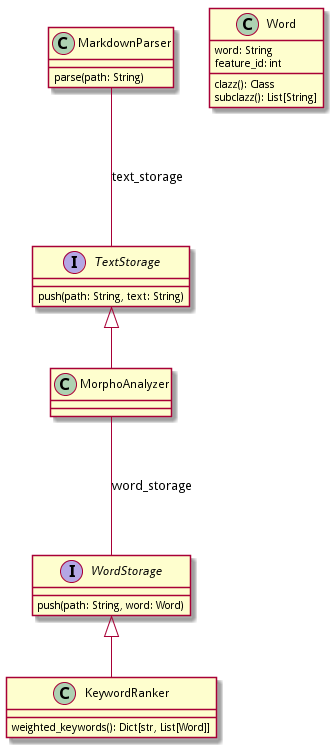 C MarkdownParser
parse(path: String)
C Word
word: String
feature_id: int
clazz(): Class
subclazz(): List[String]
text_storage
I TextStorage
push(path: String, text: String)
C MorphoAnalyzer
word_storage
I WordStorage
push(path: String, word: Word)
C KeywordRanker
weighted_keywords(): Dict[str, List[Word]]